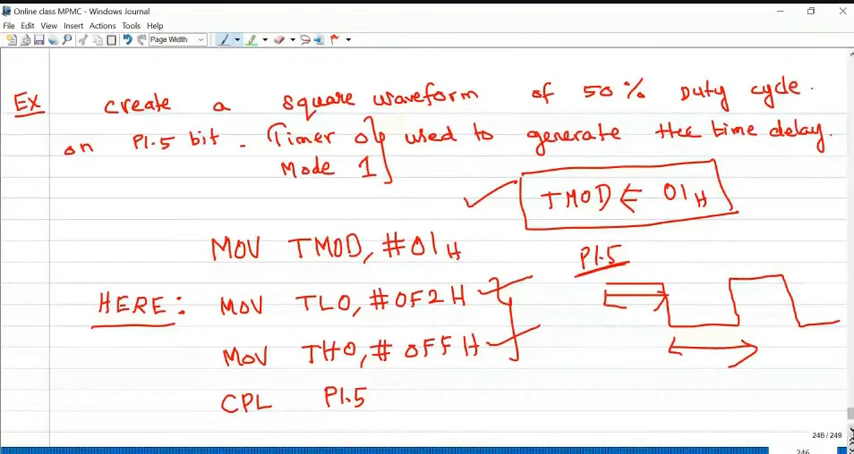 Online class MPMC - Windows Journal
File Edit View Insert Actions Tools Help
Page Width
Ex create a square waveform of 50% Duty cycle.
on P1.5 bit. (Timer 0 is used to generate the time delay.
Mode 1
TMOD ← 01H
MOV TMOD, #01H
P1.5
HERE: MOV TL0, #0F2H
MOV TH0, #0FFH
CPL P1.5
246 / 249
246